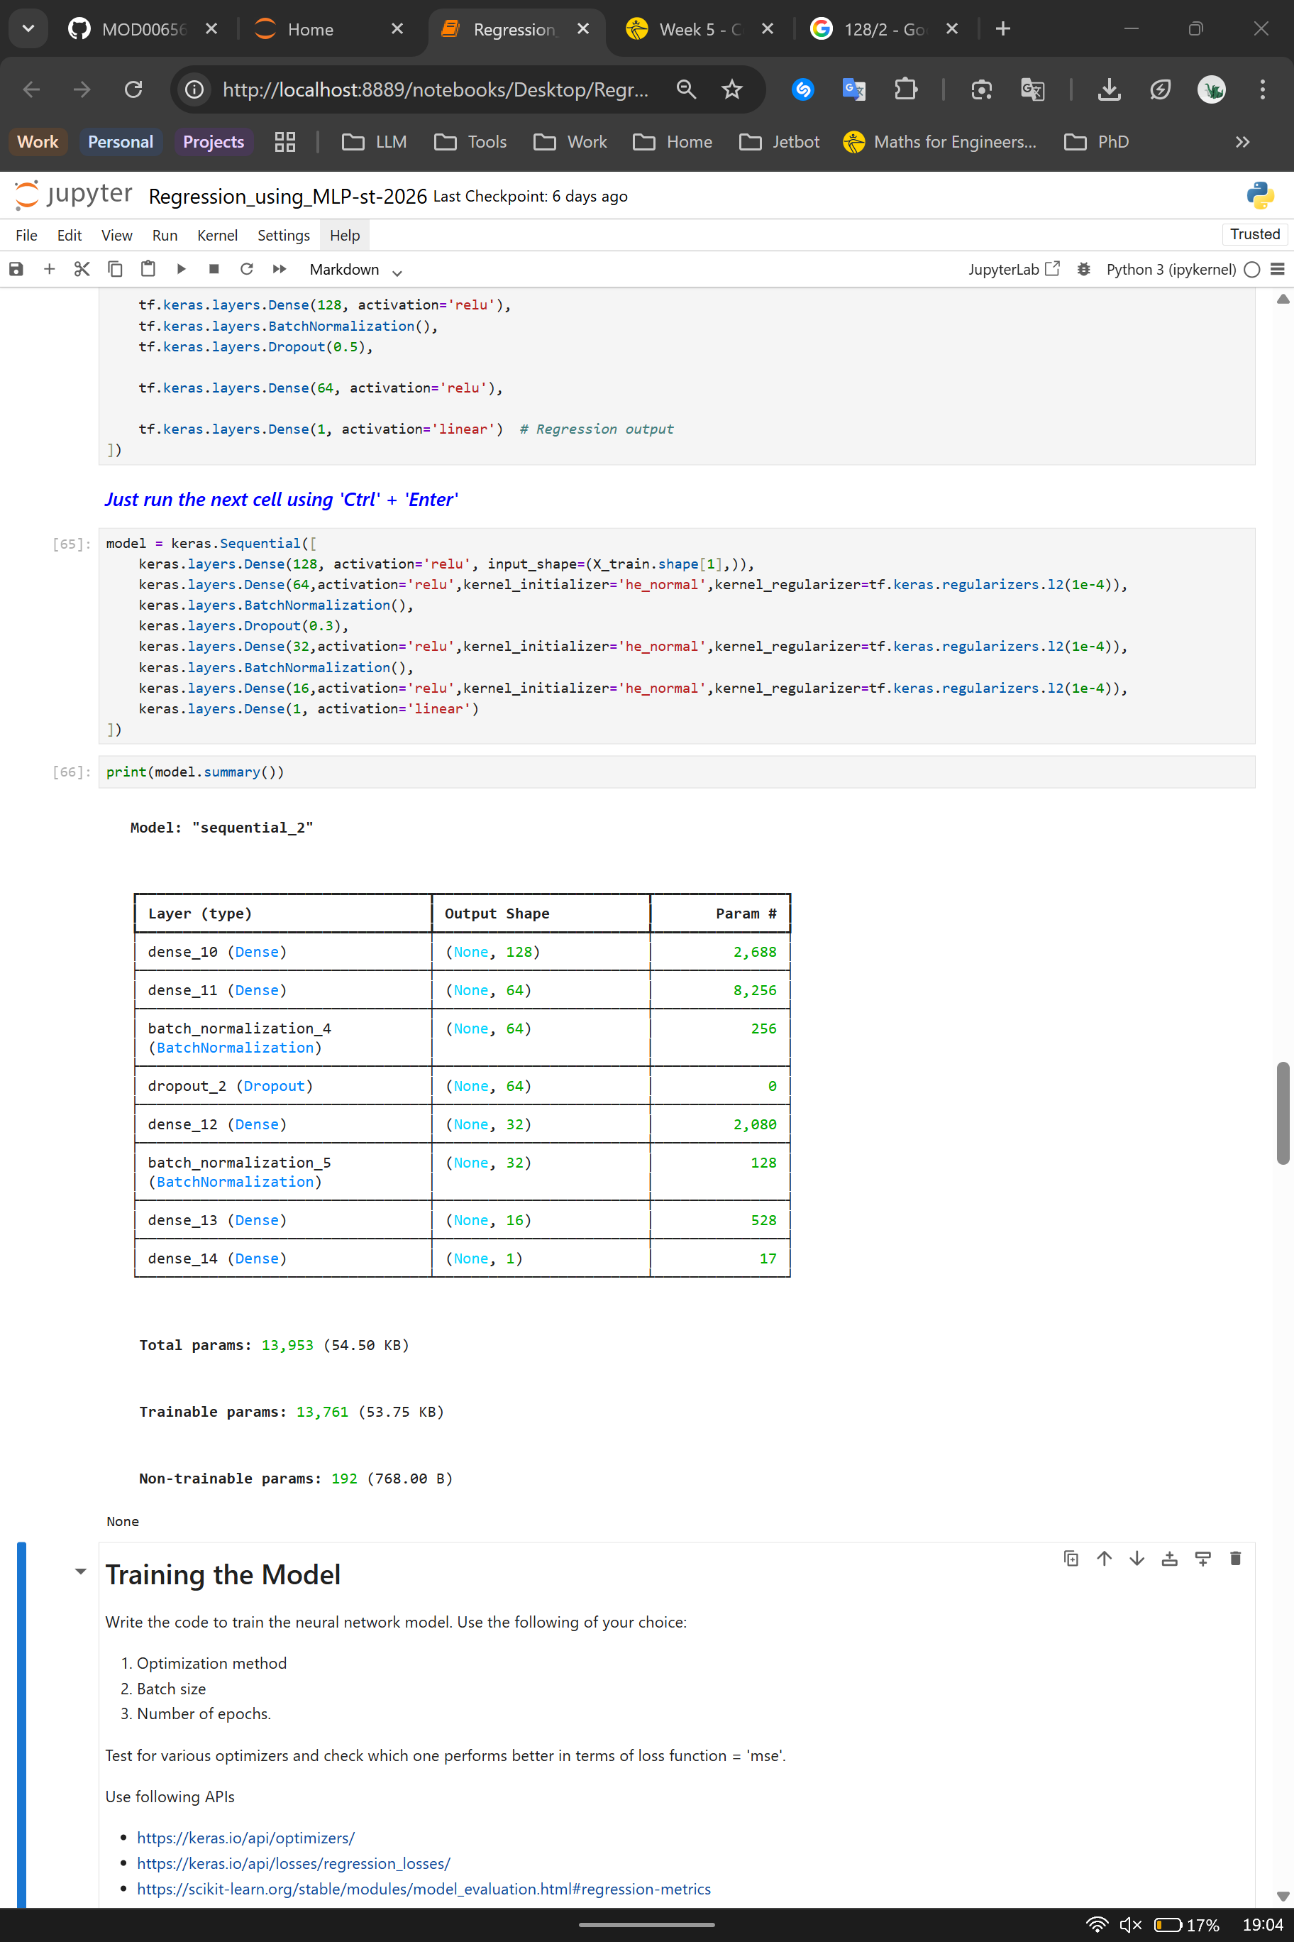 MOD00656
Home
Regression_
Week 5 - C
128/2 - Go
http://localhost:8889/notebooks/Desktop/Regr...
Work Personal Projects LLM Tools Work Home Jetbot Maths for Engineers... PhD
jupyter Regression_using_MLP-st-2026 Last Checkpoint: 6 days ago
File Edit View Run Kernel Settings Help Trusted
Markdown JupyterLab Python 3 (ipykernel)
tf.keras.layers.Dense(128, activation='relu'),
tf.keras.layers.BatchNormalization(),
tf.keras.layers.Dropout(0.5),
tf.keras.layers.Dense(64, activation='relu'),
tf.keras.layers.Dense(1, activation='linear')  # Regression output
])
Just run the next cell using 'Ctrl' + 'Enter'
[65]: model = keras.Sequential([
keras.layers.Dense(128, activation='relu', input_shape=(X_train.shape[1],)),
keras.layers.Dense(64,activation='relu',kernel_initializer='he_normal',kernel_regularizer=tf.keras.regularizers.l2(1e-4)),
keras.layers.BatchNormalization(),
keras.layers.Dropout(0.3),
keras.layers.Dense(32,activation='relu',kernel_initializer='he_normal',kernel_regularizer=tf.keras.regularizers.l2(1e-4)),
keras.layers.BatchNormalization(),
keras.layers.Dense(16,activation='relu',kernel_initializer='he_normal',kernel_regularizer=tf.keras.regularizers.l2(1e-4)),
keras.layers.Dense(1, activation='linear')
])
[66]: print(model.summary())
Model: "sequential_2"
Layer (type) Output Shape Param #
dense_10 (Dense) (None, 128) 2,688
dense_11 (Dense) (None, 64) 8,256
batch_normalization_4 (None, 64) 256
(BatchNormalization)
dropout_2 (Dropout) (None, 64) 0
dense_12 (Dense) (None, 32) 2,080
batch_normalization_5 (None, 32) 128
(BatchNormalization)
dense_13 (Dense) (None, 16) 528
dense_14 (Dense) (None, 1) 17
Total params: 13,953 (54.50 KB)
Trainable params: 13,761 (53.75 KB)
Non-trainable params: 192 (768.00 B)
None
Training the Model
Write the code to train the neural network model. Use the following of your choice:
1. Optimization method
2. Batch size
3. Number of epochs.
Test for various optimizers and check which one performs better in terms of loss function = 'mse'.
Use following APIs
• https://keras.io/api/optimizers/
• https://keras.io/api/losses/regression_losses/
• https://scikit-learn.org/stable/modules/model_evaluation.html#regression-metrics
17% 19:04